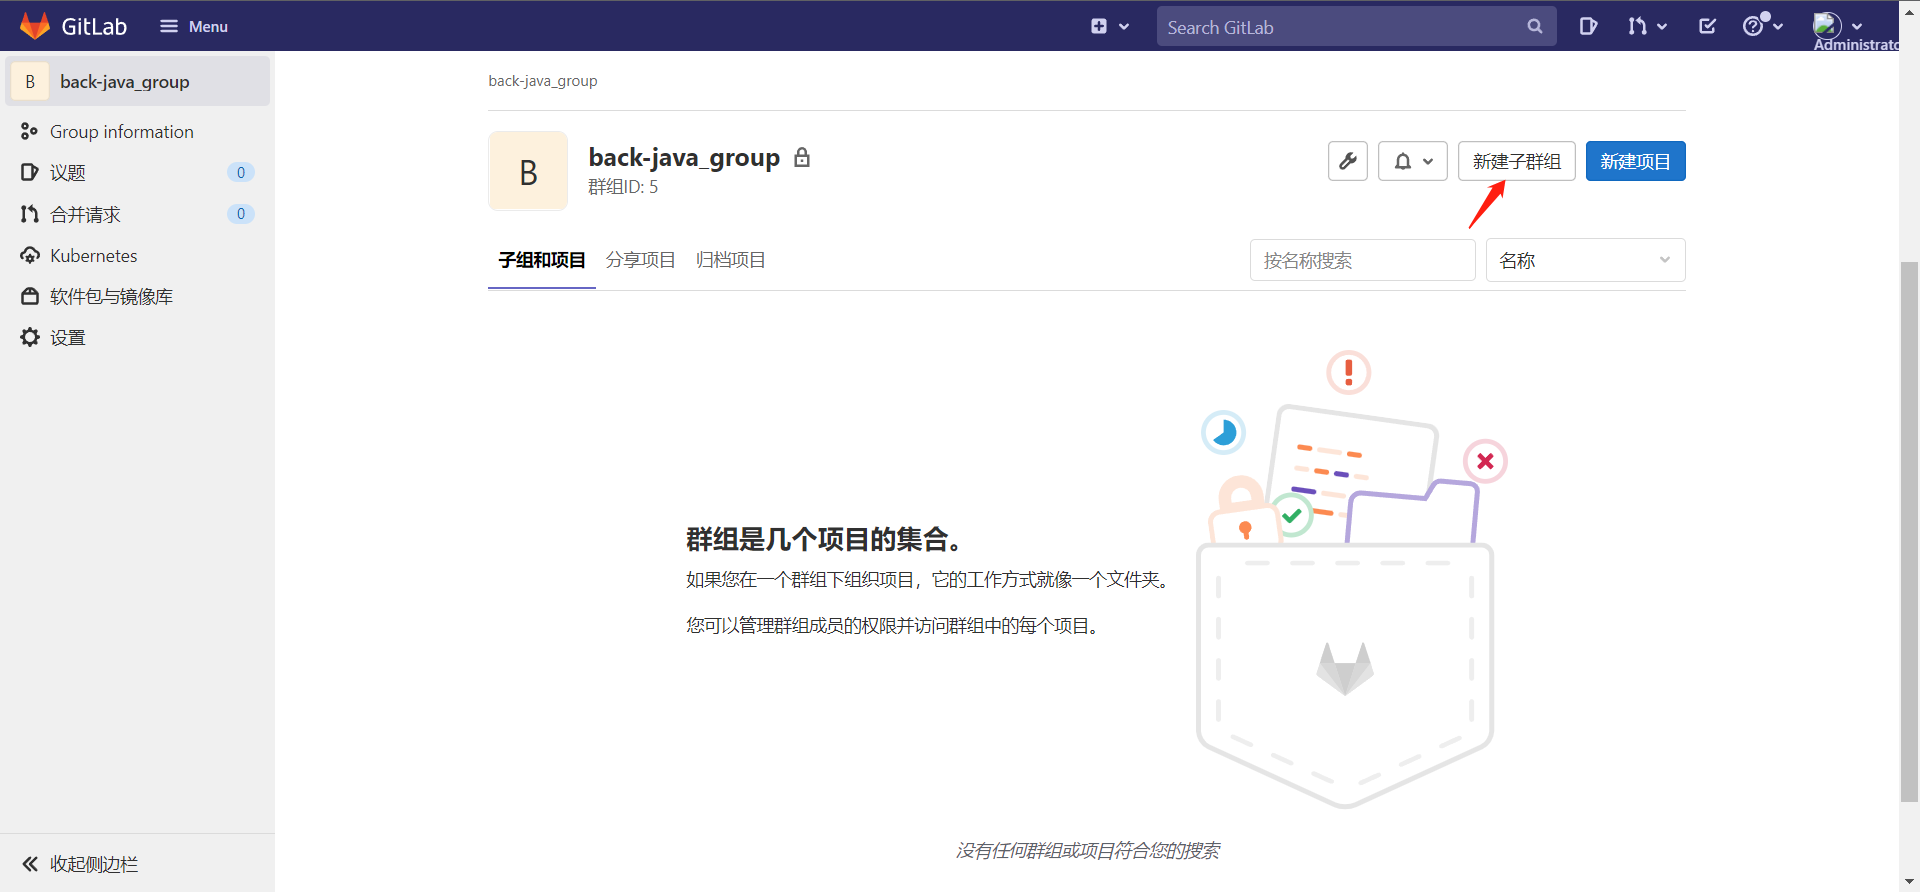 GitLab
Menu
Search GitLab
Administrato
B
back-java_group
Group information
议题
0
合并请求
0
Kubernetes
软件包与镜像库
设置
收起侧边栏
back-java_group
B
back-java_group
群组ID: 5
新建子群组
新建项目
子组和项目
分享项目
归档项目
按名称搜索
名称
群组是几个项目的集合。
如果您在一个群组下组织项目，它的工作方式就像一个文件夹。
您可以管理群组成员的权限并访问群组中的每个项目。
没有任何群组或项目符合您的搜索